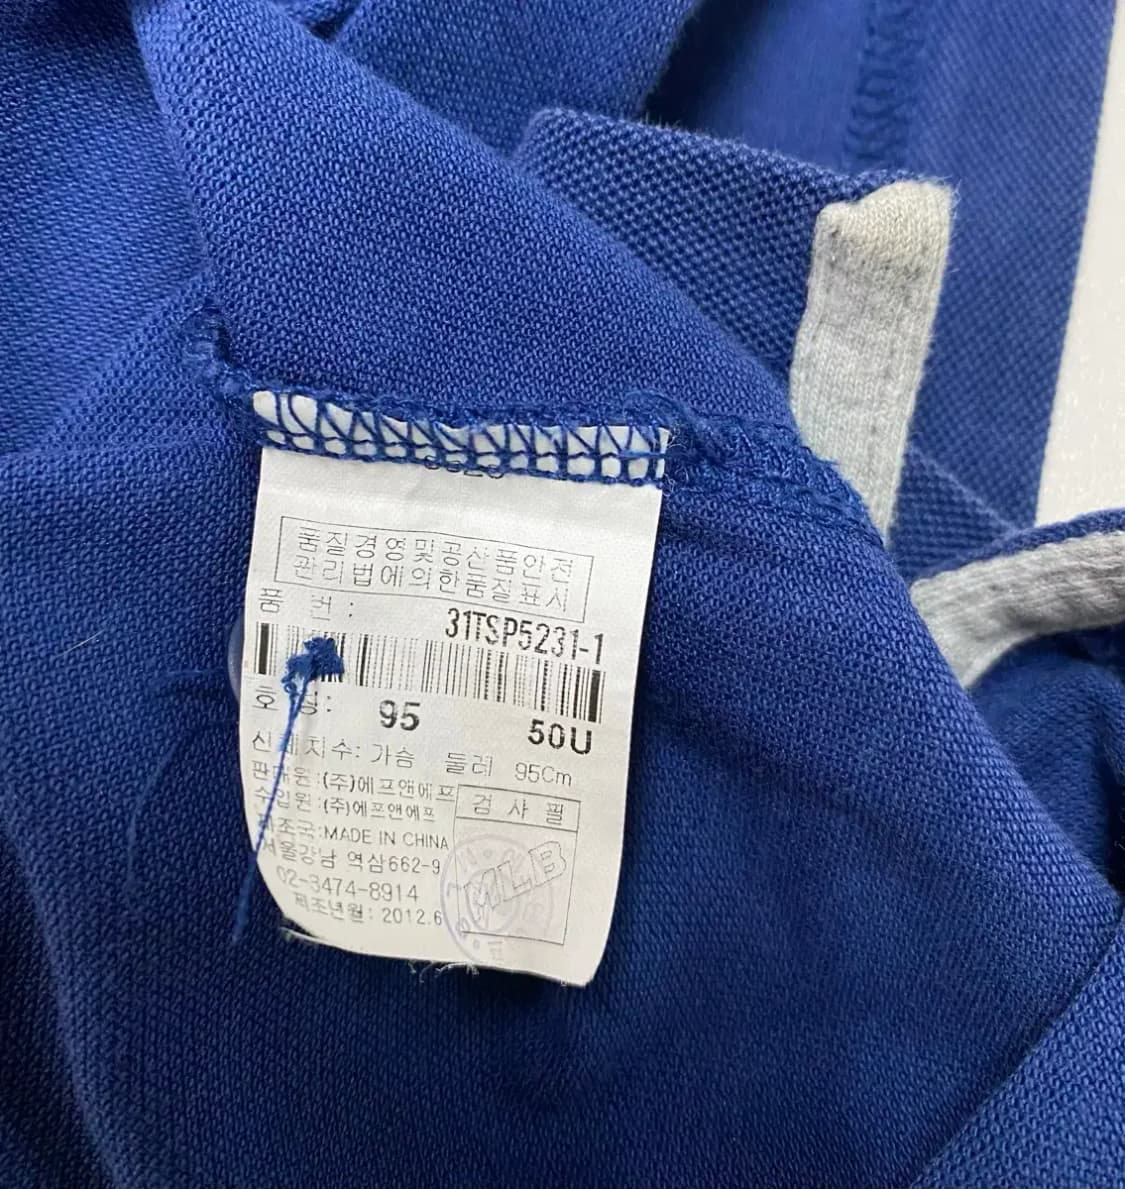 품질경영및공산품안전
관리법에의한품질표시
품 번 : 31TSP5231-1
호 칭: 95 50U
신체치수: 가슴 둘레 95Cm
판매원:(주)에프앤에프
수입원:(주)에프앤에프
제조국:MADE IN CHINA
서울강남 역삼662-9
02-3474-8914
제조년월: 2012.6
검 사 필
MLB